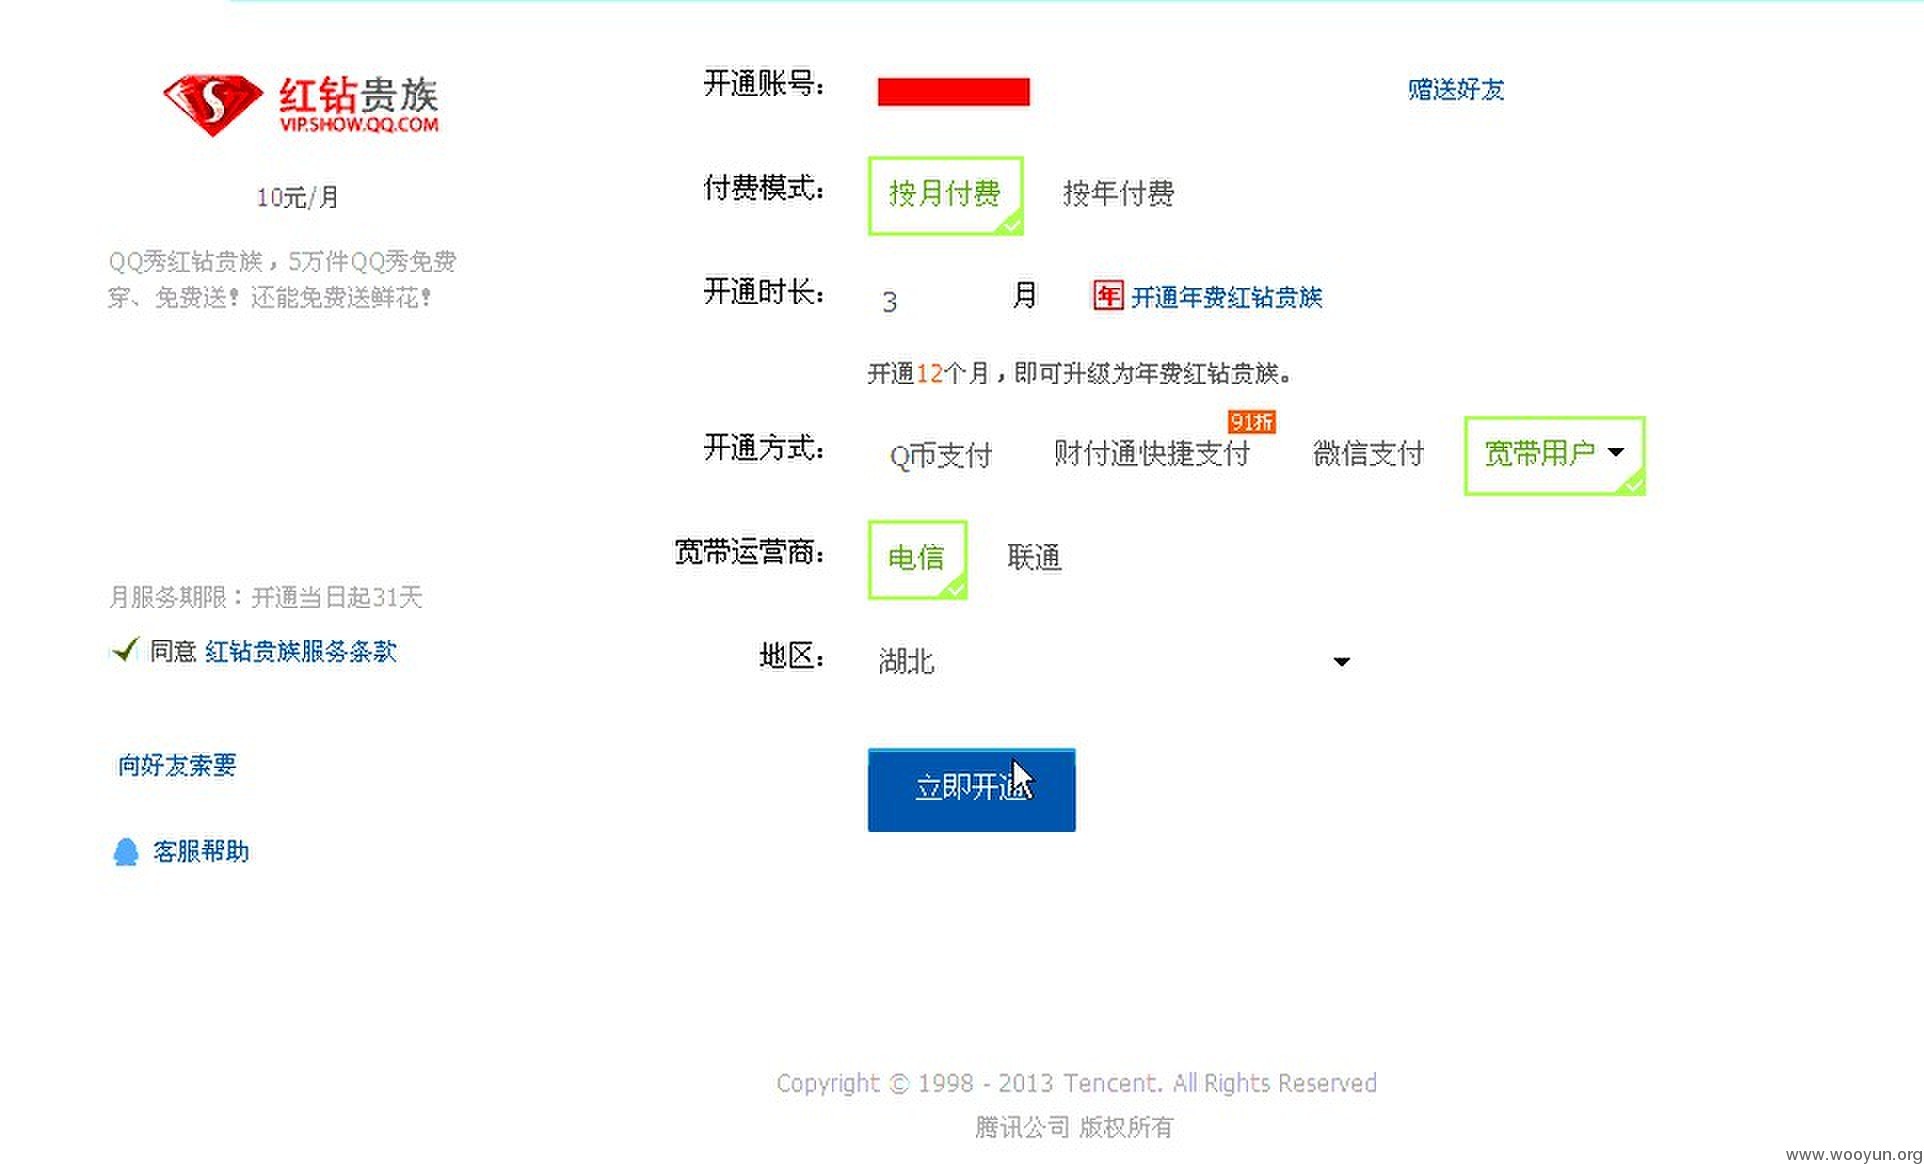 红钻贵族
VIP.SHOW.QQ.COM
10元/月
QQ秀红钻贵族，5万件QQ秀免费
穿、免费送！还能免费送鲜花！
月服务期限：开通当日起31天
同意 红钻贵族服务条款
向好友索要
客服帮助
开通账号：
赠送好友
付费模式： 按月付费 按年付费
开通时长： 3 月 年 开通年费红钻贵族
开通12个月，即可升级为年费红钻贵族。
91折
开通方式： Q币支付 财付通快捷支付 微信支付 宽带用户
宽带运营商： 电信 联通
地区： 湖北
立即开通
Copyright © 1998 - 2013 Tencent. All Rights Reserved
腾讯公司 版权所有
www.wooyun.org